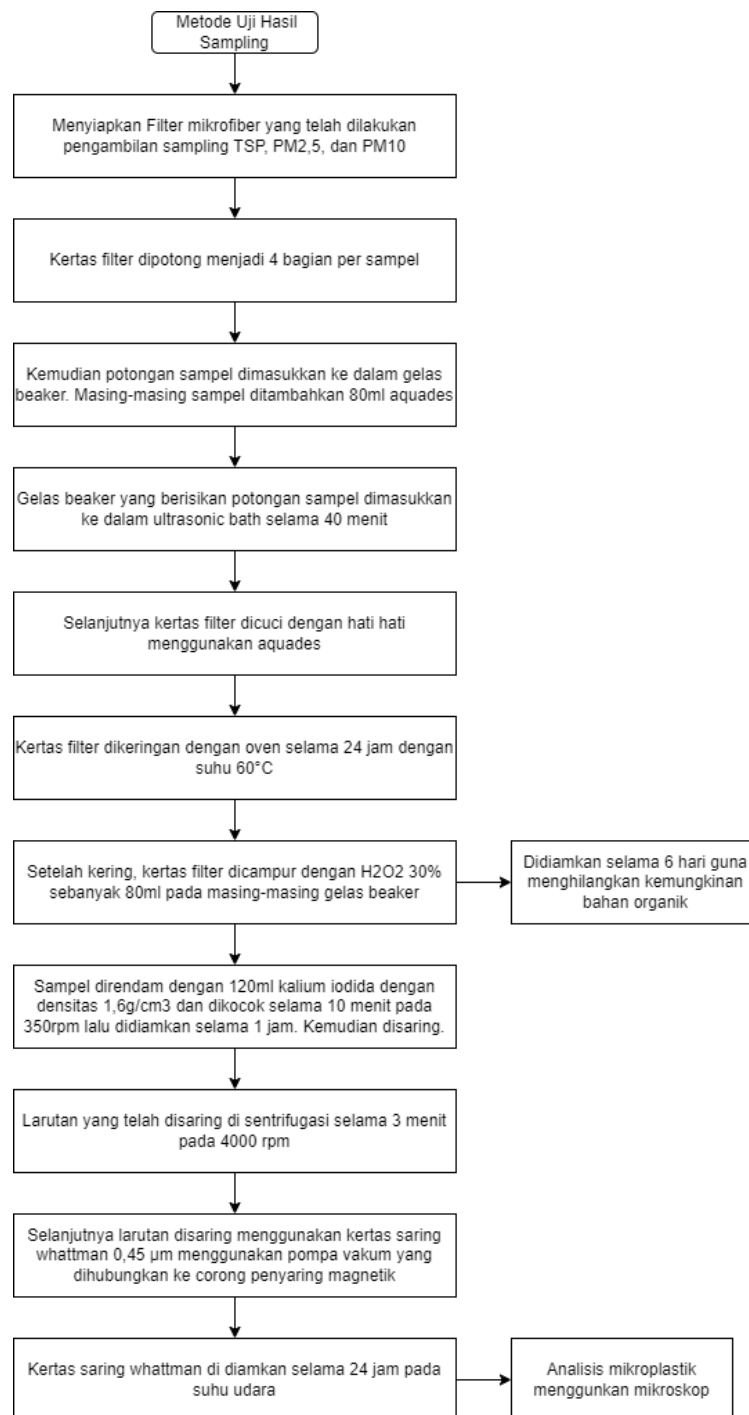 Metode Uji Hasil
Sampling
Menyiapkan Filter mikrofiber yang telah dilakukan
pengambilan sampling TSP, PM2,5, dan PM10
Kertas filter dipotong menjadi 4 bagian per sampel
Kemudian potongan sampel dimasukkan ke dalam gelas
beaker. Masing-masing sampel ditambahkan 80ml aquades
Gelas beaker yang berisikan potongan sampel dimasukkan
ke dalam ultrasonic bath selama 40 menit
Selanjutnya kertas filter dicuci dengan hati hati
menggunakan aquades
Kertas filter dikeringan dengan oven selama 24 jam dengan
suhu 60°C
Setelah kering, kertas filter dicampur dengan H2O2 30%
sebanyak 80ml pada masing-masing gelas beaker
Didiamkan selama 6 hari guna
menghilangkan kemungkinan
bahan organik
Sampel direndam dengan 120ml kalium iodida dengan
densitas 1,6g/cm3 dan dikocok selama 10 menit pada
350rpm lalu didiamkan selama 1 jam. Kemudian disaring.
Larutan yang telah disaring di sentrifugasi selama 3 menit
pada 4000 rpm
Selanjutnya larutan disaring menggunakan kertas saring
whattman 0,45 µm menggunakan pompa vakum yang
dihubungkan ke corong penyaring magnetik
Kertas saring whattman di diamkan selama 24 jam pada
suhu udara
Analisis mikroplastik
menggunkan mikroskop